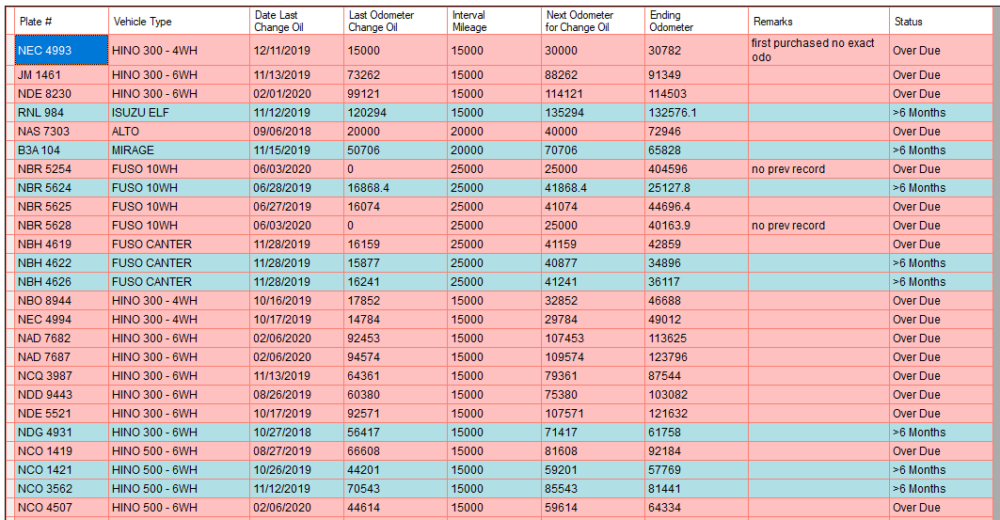 Plate # Vehicle Type Date Last Change Oil Last Odometer Change Oil Interval Mileage Next Odometer for Change Oil Ending Odometer Remarks Status
NEC 4993 HINO 300 - 4WH 12/11/2019 15000 15000 30000 30782 first purchased no exact odo Over Due
JM 1461 HINO 300 - 6WH 11/13/2019 73262 15000 88262 91349 Over Due
NDE 8230 HINO 300 - 6WH 02/01/2020 99121 15000 114121 114503 Over Due
RNL 984 ISUZU ELF 11/12/2019 120294 15000 135294 132576.1 >6 Months
NAS 7303 ALTO 09/06/2018 20000 20000 40000 72946 Over Due
B3A 104 MIRAGE 11/15/2019 50706 20000 70706 65828 >6 Months
NBR 5254 FUSO 10WH 06/03/2020 0 25000 25000 404596 no prev record Over Due
NBR 5624 FUSO 10WH 06/28/2019 16868.4 25000 41868.4 25127.8 >6 Months
NBR 5625 FUSO 10WH 06/27/2019 16074 25000 41074 44696.4 Over Due
NBR 5628 FUSO 10WH 06/03/2020 0 25000 25000 40163.9 no prev record Over Due
NBH 4619 FUSO CANTER 11/28/2019 16159 25000 41159 42859 Over Due
NBH 4622 FUSO CANTER 11/28/2019 15877 25000 40877 34896 >6 Months
NBH 4626 FUSO CANTER 11/28/2019 16241 25000 41241 36117 >6 Months
NBO 8944 HINO 300 - 4WH 10/16/2019 17852 15000 32852 46688 Over Due
NEC 4994 HINO 300 - 4WH 10/17/2019 14784 15000 29784 49012 Over Due
NAD 7682 HINO 300 - 6WH 02/06/2020 92453 15000 107453 113625 Over Due
NAD 7687 HINO 300 - 6WH 02/06/2020 94574 15000 109574 123796 Over Due
NCQ 3987 HINO 300 - 6WH 11/13/2019 64361 15000 79361 87544 Over Due
NDD 9443 HINO 300 - 6WH 08/26/2019 60380 15000 75380 103082 Over Due
NDE 5521 HINO 300 - 6WH 10/17/2019 92571 15000 107571 121632 Over Due
NDG 4931 HINO 300 - 6WH 10/27/2018 56417 15000 71417 61758 >6 Months
NCO 1419 HINO 500 - 6WH 08/27/2019 66608 15000 81608 92184 Over Due
NCO 1421 HINO 500 - 6WH 10/26/2019 44201 15000 59201 57769 >6 Months
NCO 3562 HINO 500 - 6WH 11/12/2019 70543 15000 85543 81441 >6 Months
NCO 4507 HINO 500 - 6WH 02/06/2020 44614 15000 59614 64334 Over Due